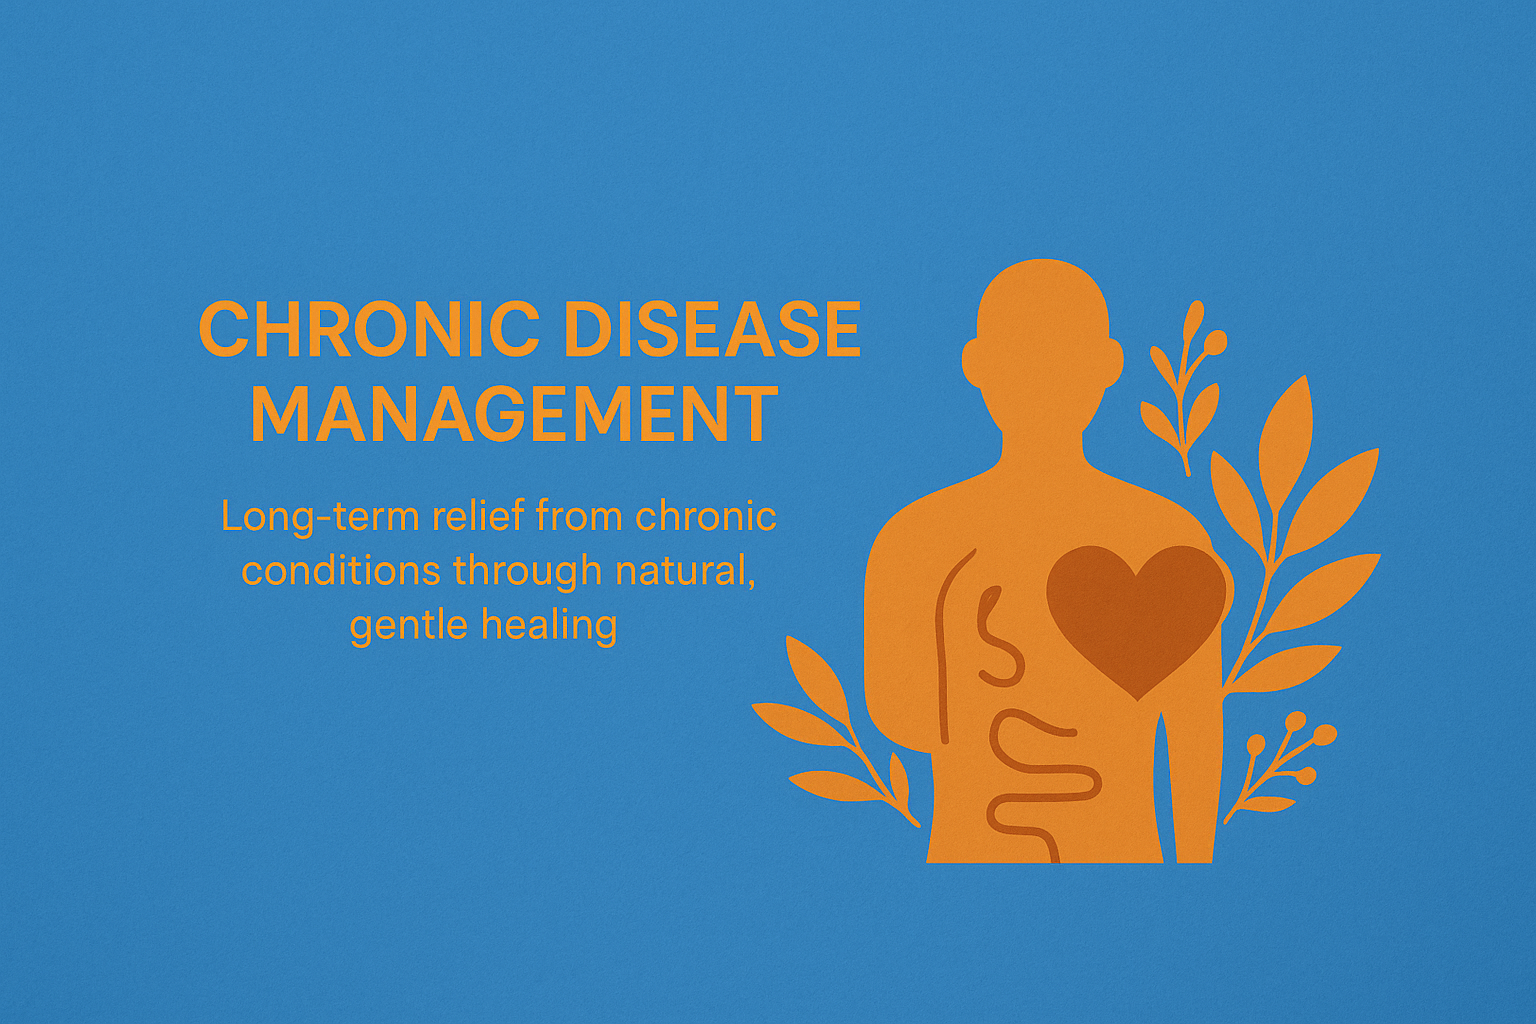 CHRONIC DISEASE
MANAGEMENT
Long-term relief from chronic
conditions through natural,
gentle healing